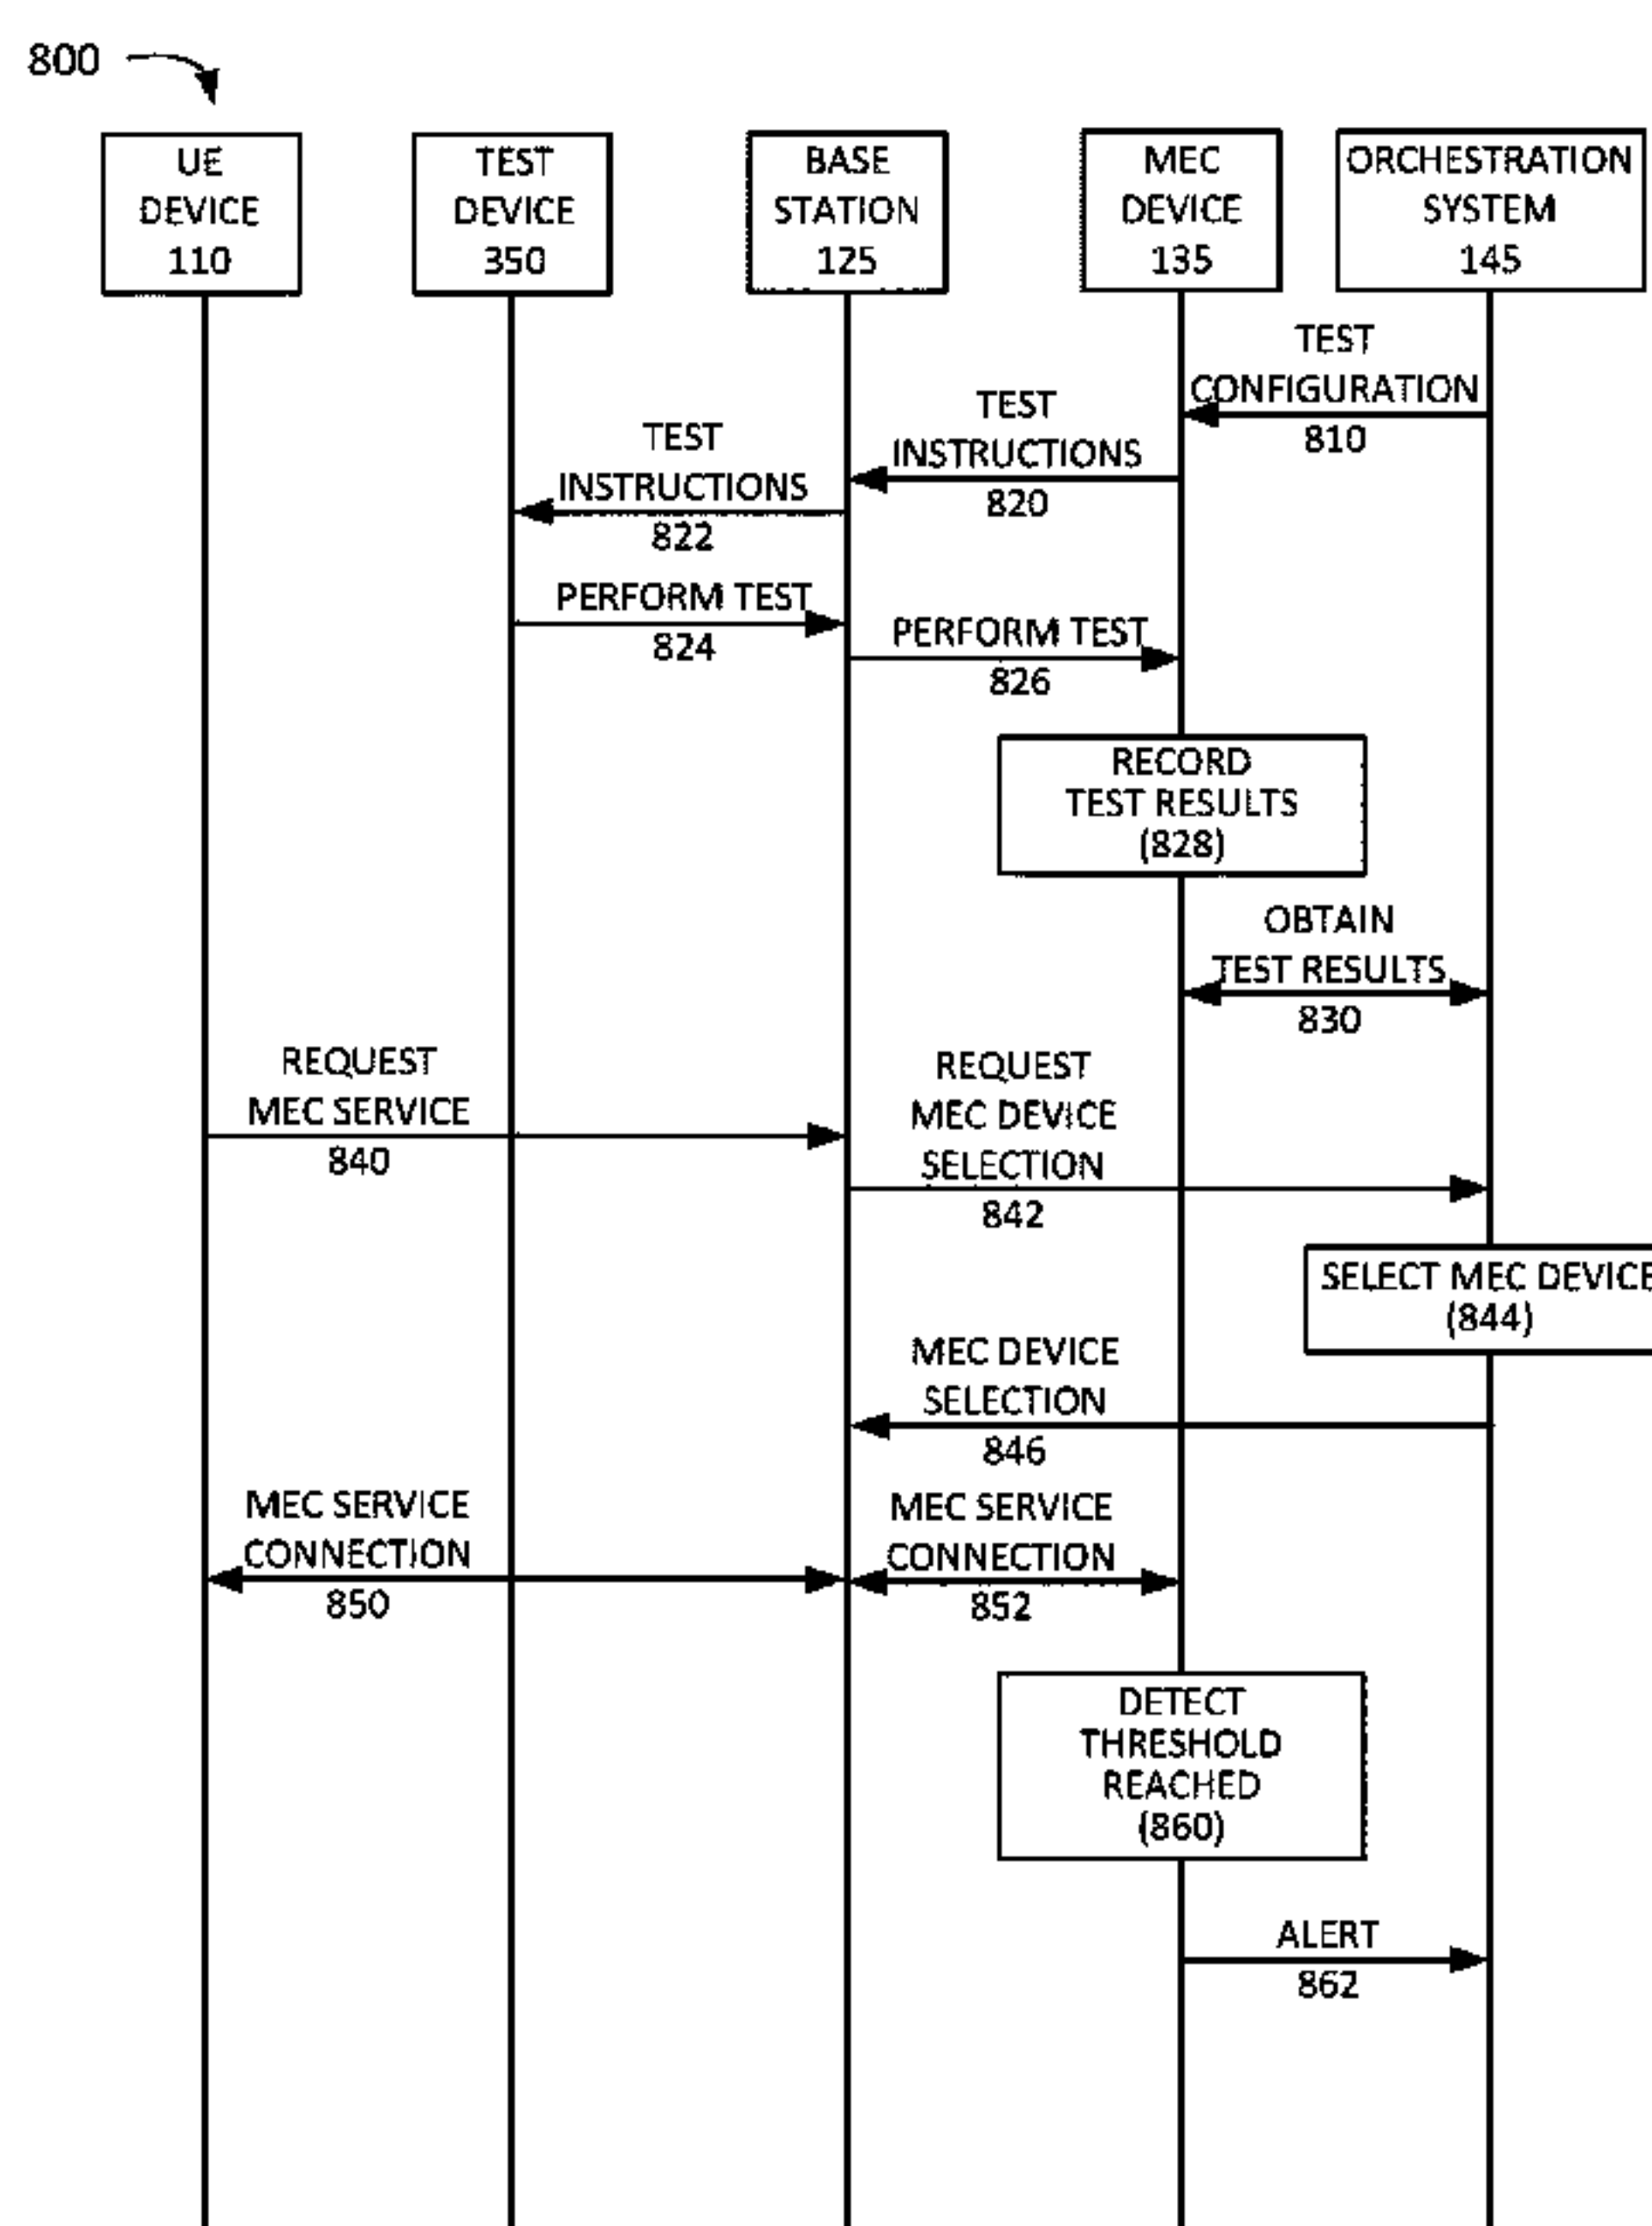 800
UE
DEVICE
110
TEST
DEVICE
350
BASE
STATION
125
MEC
DEVICE
135
ORCHESTRATION
SYSTEM
145
TEST
CONFIGURATION
810
TEST
INSTRUCTIONS
820
TEST
INSTRUCTIONS
822
PERFORM TEST
824
PERFORM TEST
826
RECORD
TEST RESULTS
(828)
OBTAIN
TEST RESULTS
830
REQUEST
MEC SERVICE
840
REQUEST
MEC DEVICE
SELECTION
842
SELECT MEC DEVICE
(844)
MEC DEVICE
SELECTION
846
MEC SERVICE
CONNECTION
850
MEC SERVICE
CONNECTION
852
DETECT
THRESHOLD
REACHED
(860)
ALERT
862